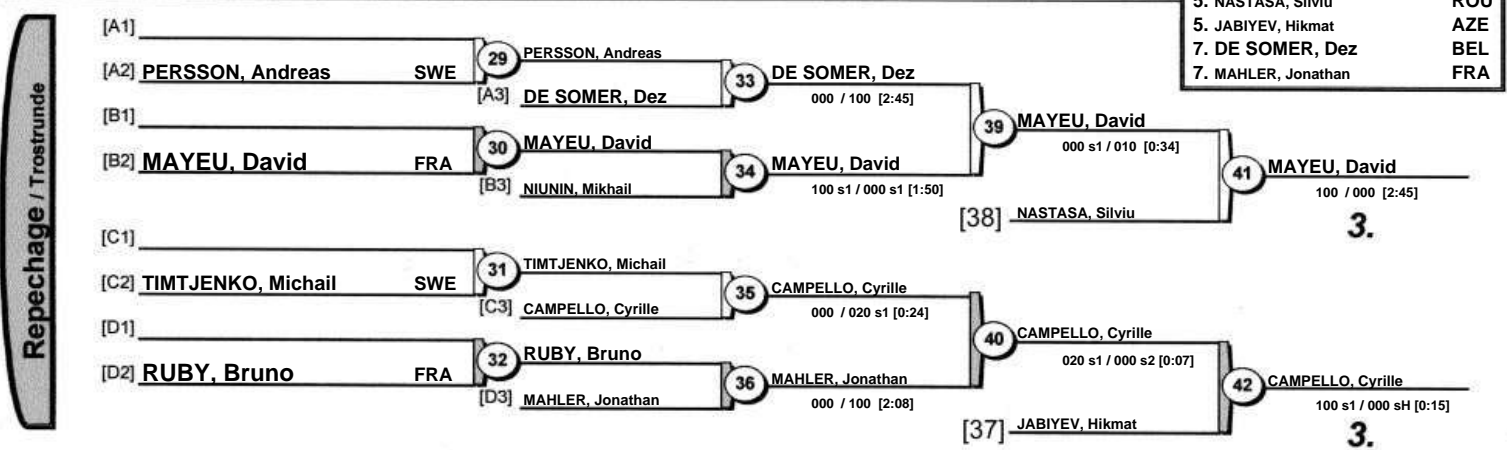 5. NASTASA, Silviu ROU
5. JABIYEV, Hikmat AZE
7. DE SOMER, Dez BEL
7. MAHLER, Jonathan FRA
Repechage / Trostrunde
[A1]
[A2] PERSSON, Andreas SWE
29 PERSSON, Andreas
[A3] DE SOMER, Dez
33 DE SOMER, Dez
000 / 100 [2:45]
[B1]
[B2] MAYEU, David FRA
30 MAYEU, David
[B3] NIUNIN, Mikhail
34 MAYEU, David
100 s1 / 000 s1 [1:50]
39 MAYEU, David
000 s1 / 010 [0:34]
[38] NASTASA, Silviu
41 MAYEU, David
100 / 000 [2:45]
3.
[C1]
[C2] TIMTJENKO, Michail SWE
31 TIMTJENKO, Michail
[C3] CAMPELLO, Cyrille
35 CAMPELLO, Cyrille
000 / 020 s1 [0:24]
[D1]
[D2] RUBY, Bruno FRA
32 RUBY, Bruno
[D3] MAHLER, Jonathan
36 MAHLER, Jonathan
000 / 100 [2:08]
40 CAMPELLO, Cyrille
020 s1 / 000 s2 [0:07]
[37] JABIYEV, Hikmat
42 CAMPELLO, Cyrille
100 s1 / 000 sH [0:15]
3.